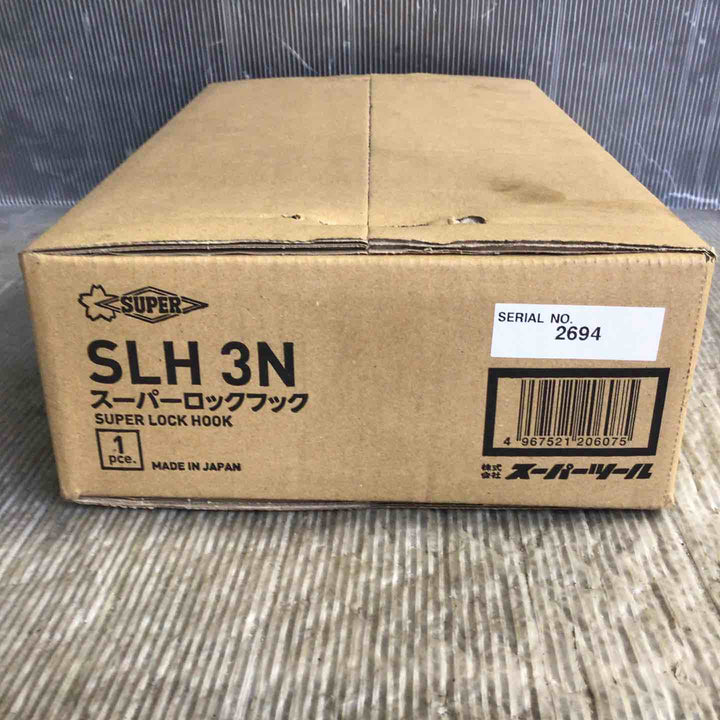 SUPER
SLH 3N
スーパーロックフック
SUPER LOCK HOOK
1
pce.
MADE IN JAPAN
SERIAL NO.
2694
4 967521 206075
株式会社 スーパーツール